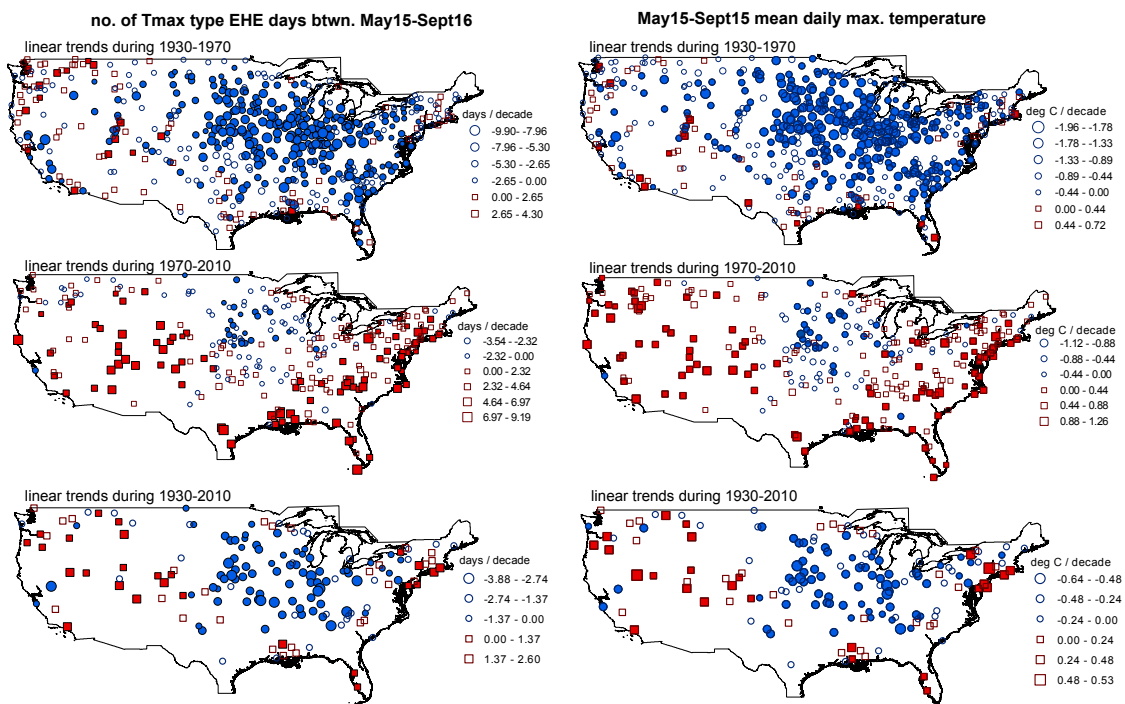 no. of Tmax type EHE days btwn. May15-Sept16
May15-Sept15 mean daily max. temperature
linear trends during 1930-1970
days / decade
-9.90- -7.96
-7.96 - -5.30
-5.30 - -2.65
-2.65 - 0.00
0.00 - 2.65
2.65 - 4.30
linear trends during 1930-1970
deg C / decade
-1.96 - -1.78
-1.78 - -1.33
-1.33 - -0.89
-0.89 - -0.44
-0.44 - 0.00
0.00 - 0.44
0.44 - 0.72
linear trends during 1970-2010
days / decade
-3.54 - -2.32
-2.32 - 0.00
0.00 - 2.32
2.32 - 4.64
4.64 - 6.97
6.97 - 9.19
linear trends during 1970-2010
deg C / decade
-1.12 - -0.88
-0.88 - -0.44
-0.44 - 0.00
0.00 - 0.44
0.44 - 0.88
0.88 - 1.26
linear trends during 1930-2010
days / decade
-3.88 - -2.74
-2.74 - -1.37
-1.37 - 0.00
0.00 - 1.37
1.37 - 2.60
linear trends during 1930-2010
deg C / decade
-0.64 - -0.48
-0.48 - -0.24
-0.24 - 0.00
0.00 - 0.24
0.24 - 0.48
0.48 - 0.53